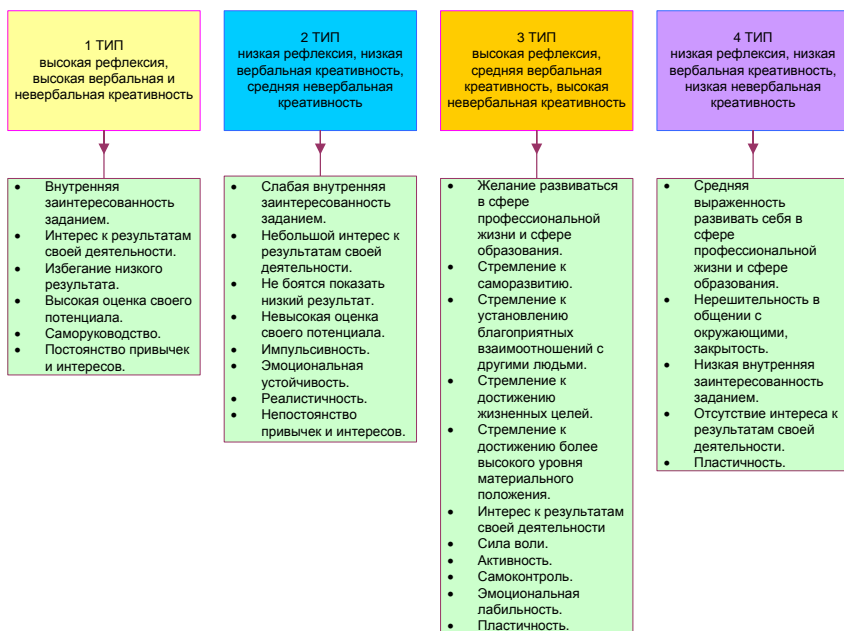 1 ТИП
высокая рефлексия,
высокая вербальная и
невербальная креативность
• Внутренняя
заинтересованность
заданием.
• Интерес к результатам
своей деятельности.
• Избегание низкого
результата.
• Высокая оценка своего
потенциала.
• Саморуководство.
• Постоянство привычек
и интересов.
2 ТИП
низкая рефлексия, низкая
вербальная креативность,
средняя невербальная
креативность
• Слабая внутренняя
заинтересованность
заданием.
• Небольшой интерес к
результатам своей
деятельности.
• Не боятся показать
низкий результат.
• Невысокая оценка
своего потенциала.
• Импульсивность.
• Эмоциональная
устойчивость.
• Реалистичность.
• Непостоянство
привычек и интересов.
3 ТИП
высокая рефлексия,
средняя вербальная
креативность, высокая
невербальная креативность
• Желание развиваться
в сфере
профессиональной
жизни и сфере
образования.
• Стремление к
саморазвитию.
• Стремление к
установлению
благоприятных
взаимоотношений с
другими людьми.
• Стремление к
достижению
жизненных целей.
• Стремление к
достижению более
высокого уровня
материального
положения.
• Интерес к результатам
своей деятельности
• Сила воли.
• Активность.
• Самоконтроль.
• Эмоциональная
лабильность.
• Пластичность.
4 ТИП
низкая рефлексия, низкая
вербальная креативность,
низкая невербальная
креативность
• Средняя
выраженность
развивать себя в
сфере
профессиональной
жизни и сфере
образования.
• Нерешительность в
общении с
окружающими,
закрытость.
• Низкая внутренняя
заинтересованность
заданием.
• Отсутствие интереса к
результатам своей
деятельности.
• Пластичность.